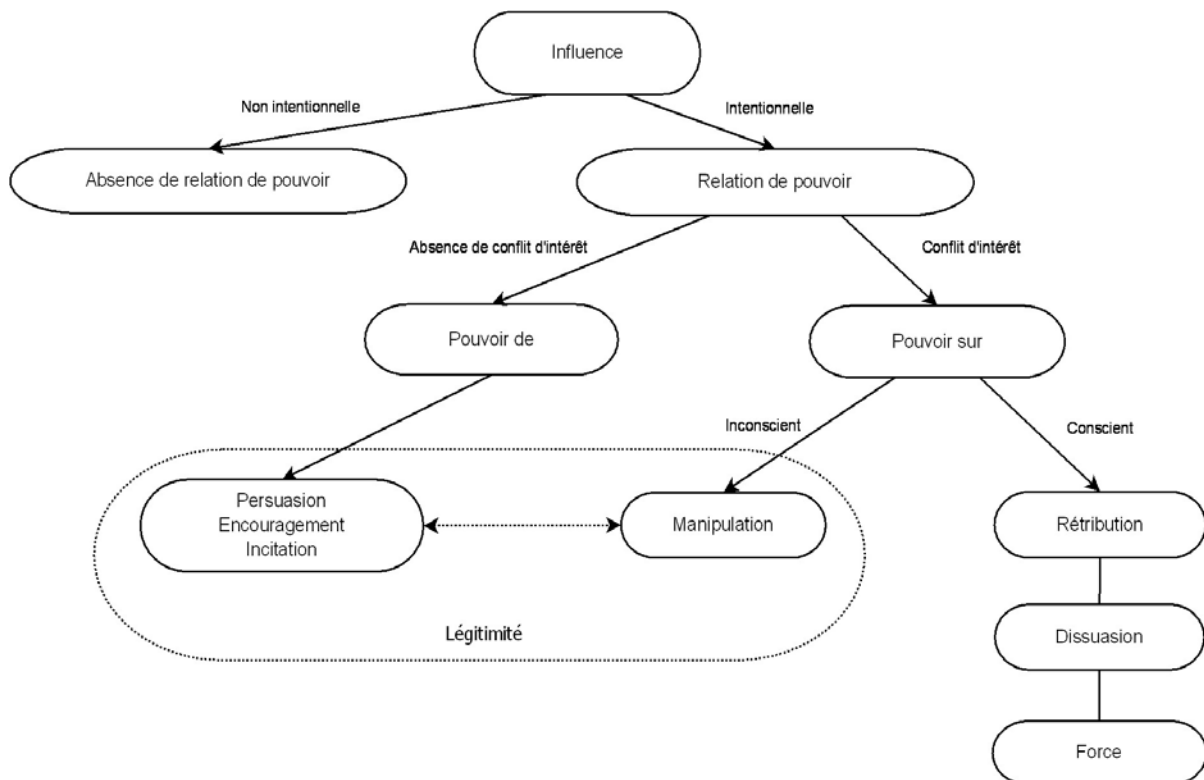 Influence
Non intentionnelle
Intentionnelle
Absence de relation de pouvoir
Relation de pouvoir
Absence de conflit d'intérêt
Conflit d'intérêt
Pouvoir de
Pouvoir sur
Inconscient
Conscient
Persuasion
Encouragement
Incitation
Manipulation
Rétribution
Légitimité
Dissuasion
Force